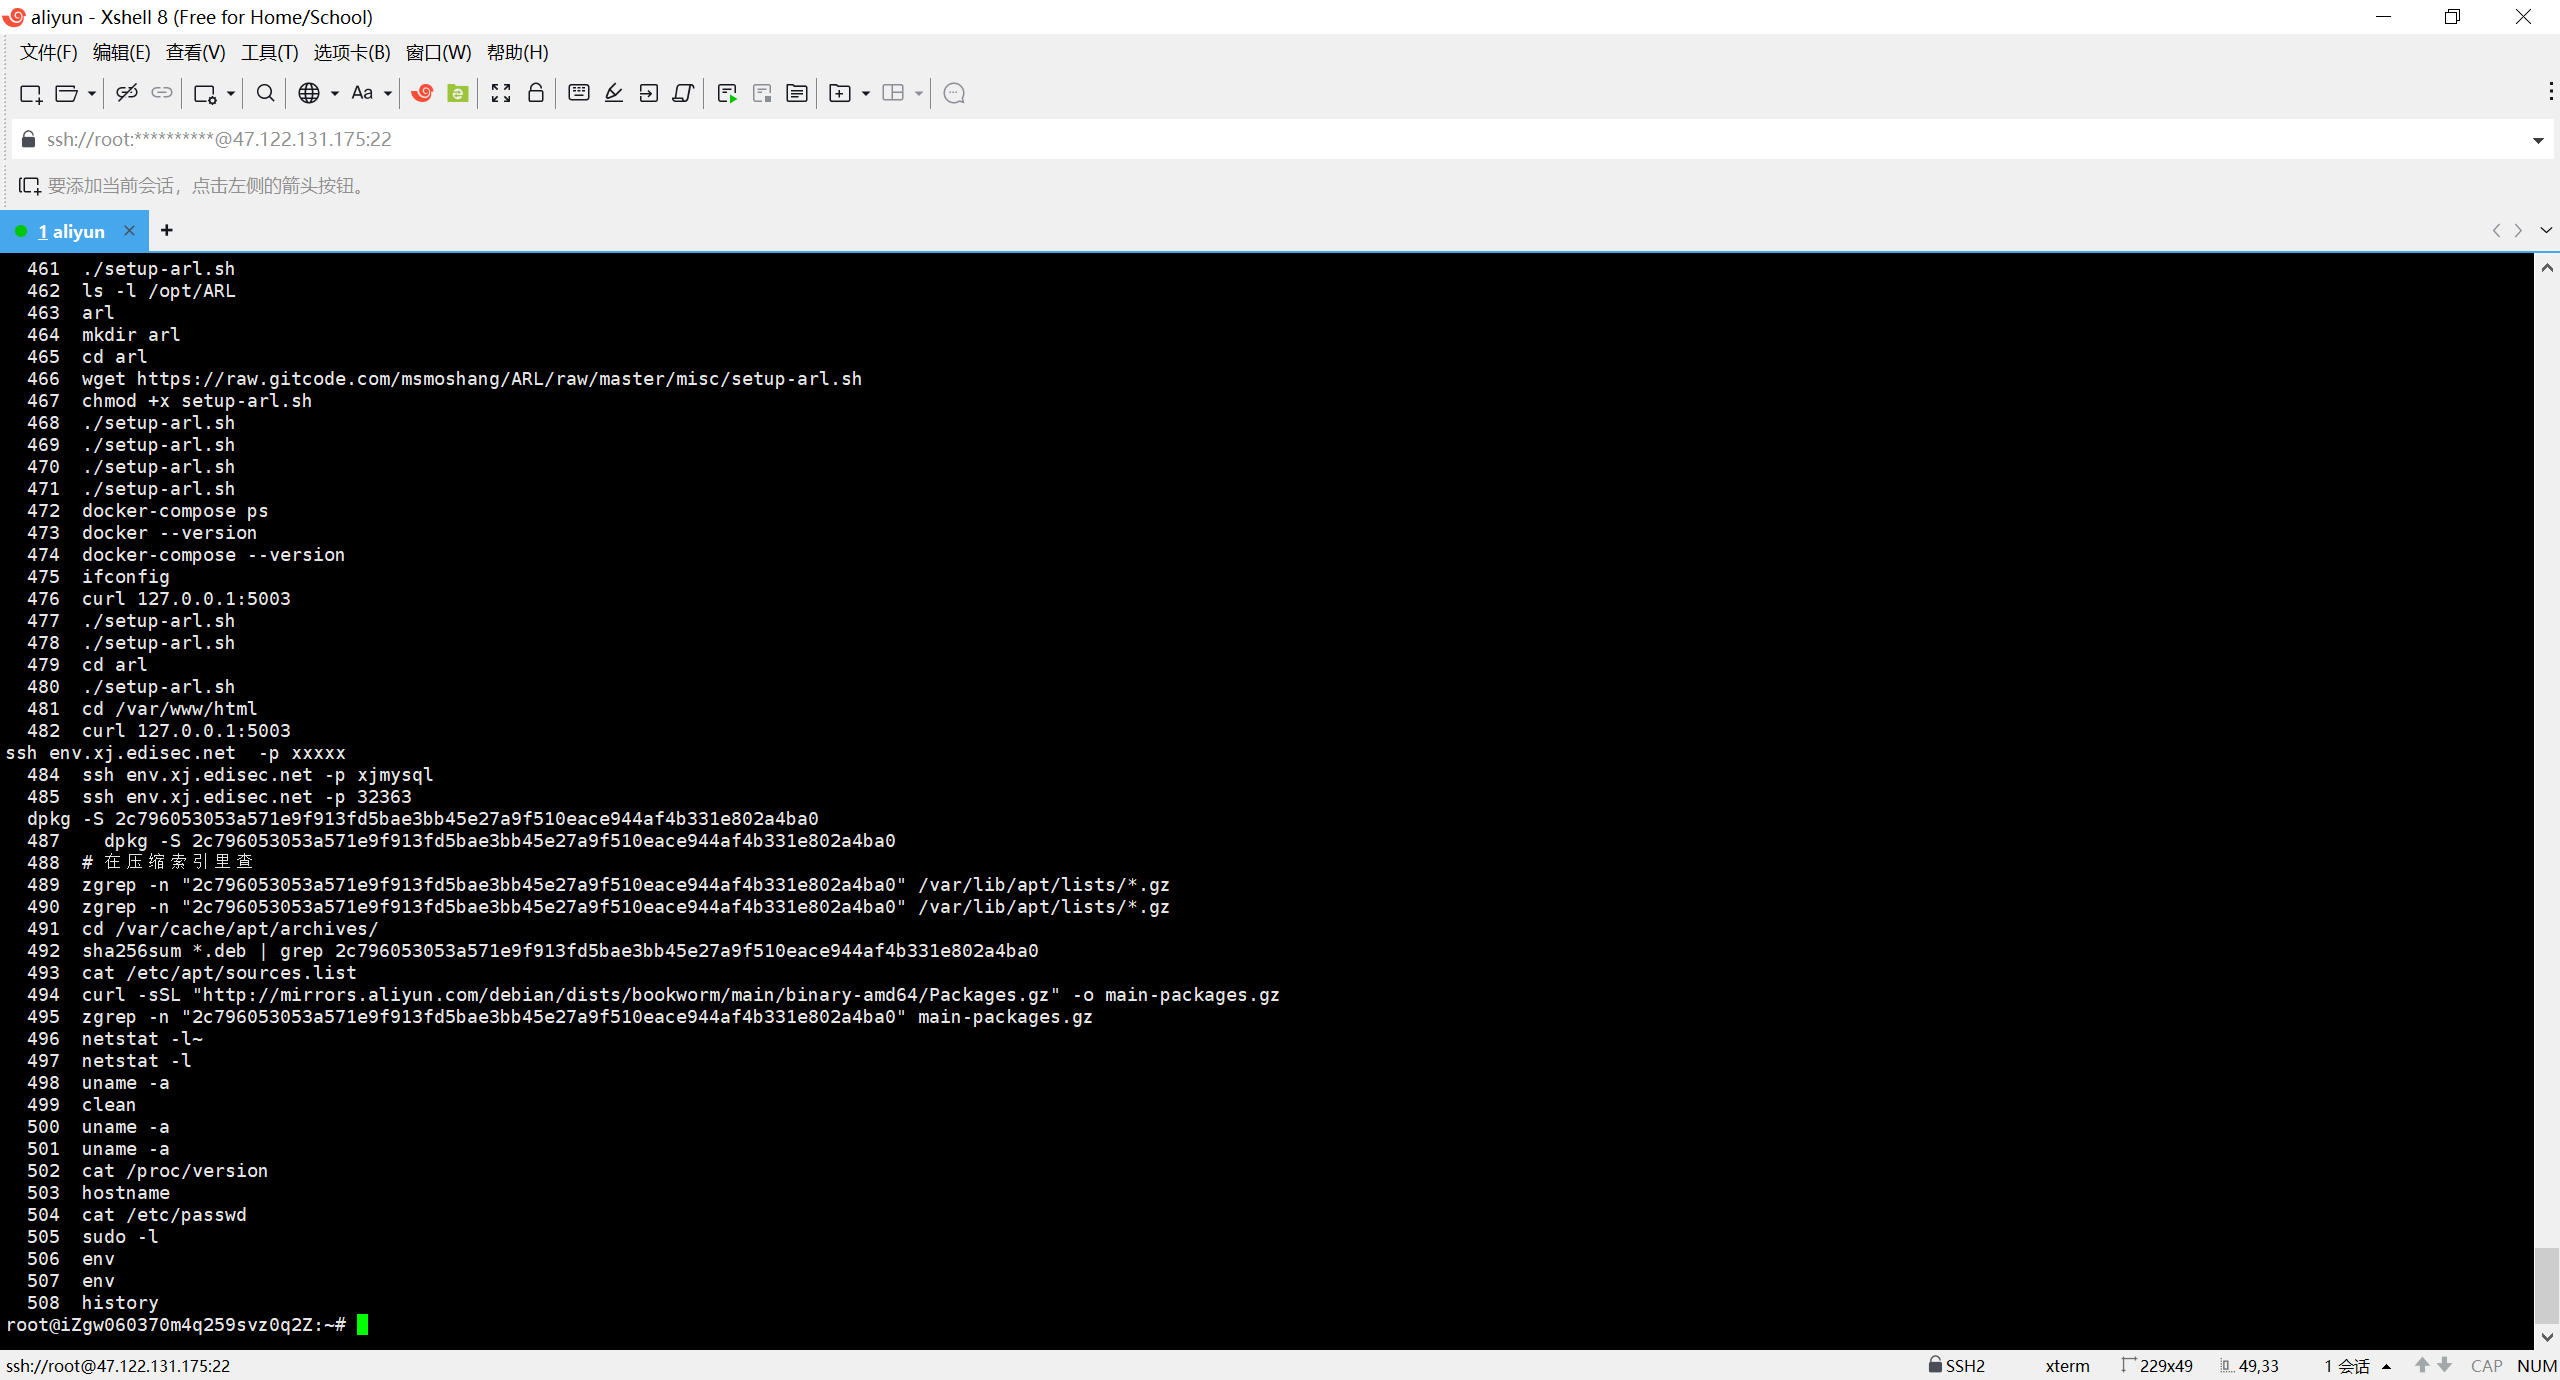 aliyun - Xshell 8 (Free for Home/School)
文件(F) 编辑(E) 查看(V) 工具(T) 选项卡(B) 窗口(W) 帮助(H)
Aa
ssh://root:**********@47.122.131.175:22
要添加当前会话，点击左侧的箭头按钮。
1 aliyun × +
461 ./setup-arl.sh
462 ls -l /opt/ARL
463 arl
464 mkdir arl
465 cd arl
466 wget https://raw.gitcode.com/msmoshang/ARL/raw/master/misc/setup-arl.sh
467 chmod +x setup-arl.sh
468 ./setup-arl.sh
469 ./setup-arl.sh
470 ./setup-arl.sh
471 ./setup-arl.sh
472 docker-compose ps
473 docker --version
474 docker-compose --version
475 ifconfig
476 curl 127.0.0.1:5003
477 ./setup-arl.sh
478 ./setup-arl.sh
479 cd arl
480 ./setup-arl.sh
481 cd /var/www/html
482 curl 127.0.0.1:5003
ssh env.xj.edisec.net  -p xxxxx
484 ssh env.xj.edisec.net -p xjmysql
485 ssh env.xj.edisec.net -p 32363
dpkg -S 2c796053053a571e9f913fd5bae3bb45e27a9f510eace944af4b331e802a4ba0
487 dpkg -S 2c796053053a571e9f913fd5bae3bb45e27a9f510eace944af4b331e802a4ba0
488 # 在压缩索引里查
489 zgrep -n "2c796053053a571e9f913fd5bae3bb45e27a9f510eace944af4b331e802a4ba0" /var/lib/apt/lists/*.gz
490 zgrep -n "2c796053053a571e9f913fd5bae3bb45e27a9f510eace944af4b331e802a4ba0" /var/lib/apt/lists/*.gz
491 cd /var/cache/apt/archives/
492 sha256sum *.deb | grep 2c796053053a571e9f913fd5bae3bb45e27a9f510eace944af4b331e802a4ba0
493 cat /etc/apt/sources.list
494 curl -sSL "http://mirrors.aliyun.com/debian/dists/bookworm/main/binary-amd64/Packages.gz" -o main-packages.gz
495 zgrep -n "2c796053053a571e9f913fd5bae3bb45e27a9f510eace944af4b331e802a4ba0" main-packages.gz
496 netstat -l~
497 netstat -l
498 uname -a
499 clean
500 uname -a
501 uname -a
502 cat /proc/version
503 hostname
504 cat /etc/passwd
505 sudo -l
506 env
507 env
508 history
root@iZgw060370m4q259svz0q2Z:~#
ssh://root@47.122.131.175:22 SSH2 xterm 229x49 49,33 1 会话 CAP NUM